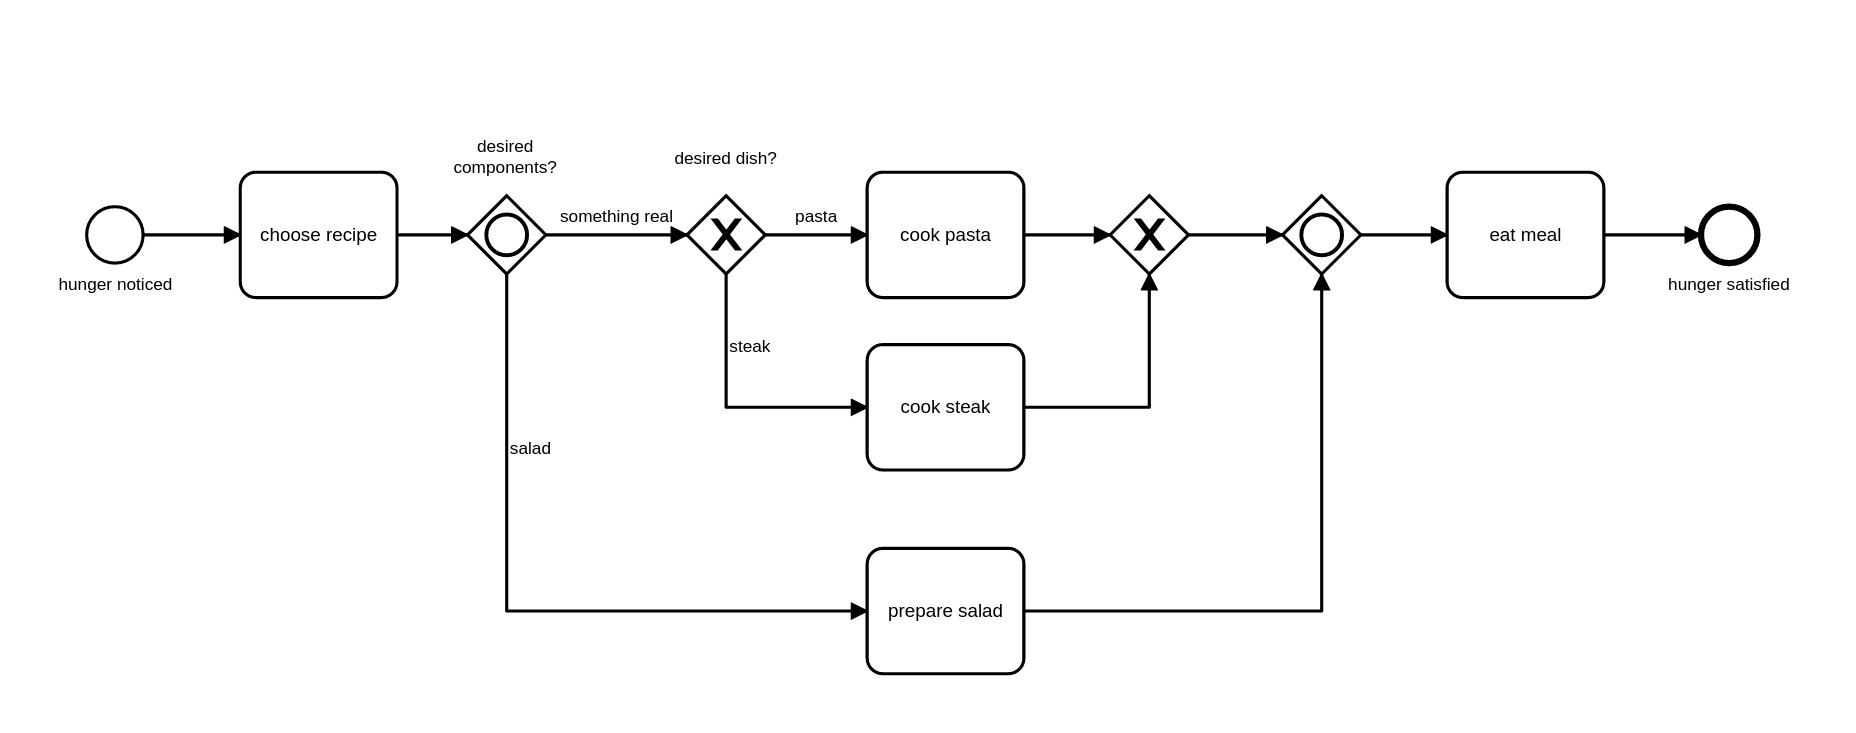 desired
components?
desired dish?
something real
pasta
X
X
choose recipe
cook pasta
eat meal
hunger noticed
hunger satisfied
steak
cook steak
salad
prepare salad